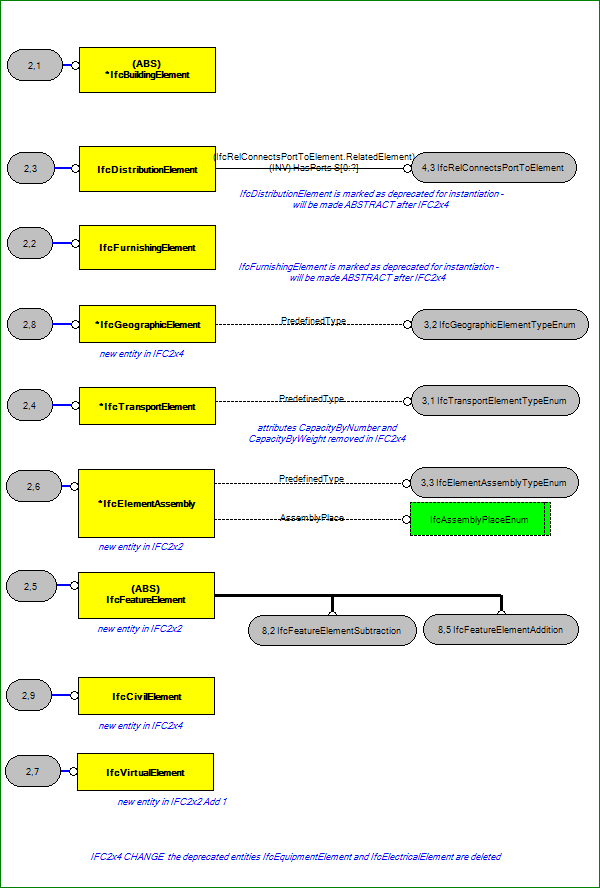 2,1
(ABS)
*IfcBuildingElement
2,3
IfcDistributionElement
(IfcRelConnectsPortToElement.RelatedElement)
(INV) HasPorts S[0:?]
4,3 IfcRelConnectsPortToElement
IfcDistributionElement is marked as deprecated for instantiation -
will be made ABSTRACT after IFC2x4
2,2
IfcFurnishingElement
IfcFurnishingElement is marked as deprecated for instantiation -
will be made ABSTRACT after IFC2x4
2,8
*IfcGeographicElement
PredefinedType
3,2 IfcGeographicElementTypeEnum
new entity in IFC2x4
2,4
*IfcTransportElement
PredefinedType
3,1 IfcTransportElementTypeEnum
attributes CapacityByNumber and
CapacityByWeight removed in IFC2x4
2,6
*IfcElementAssembly
PredefinedType
3,3 IfcElementAssemblyTypeEnum
AssemblyPlace
IfcAssemblyPlaceEnum
new entity in IFC2x2
2,5
(ABS)
IfcFeatureElement
new entity in IFC2x2
8,2 IfcFeatureElementSubtraction
8,5 IfcFeatureElementAddition
2,9
IfcCivilElement
new entity in IFC2x4
2,7
IfcVirtualElement
new entity in IFC2x2 Add 1
IFC2x4 CHANGE the deprecated entities IfcEquipmentElement and IfcElectricalElement are deleted